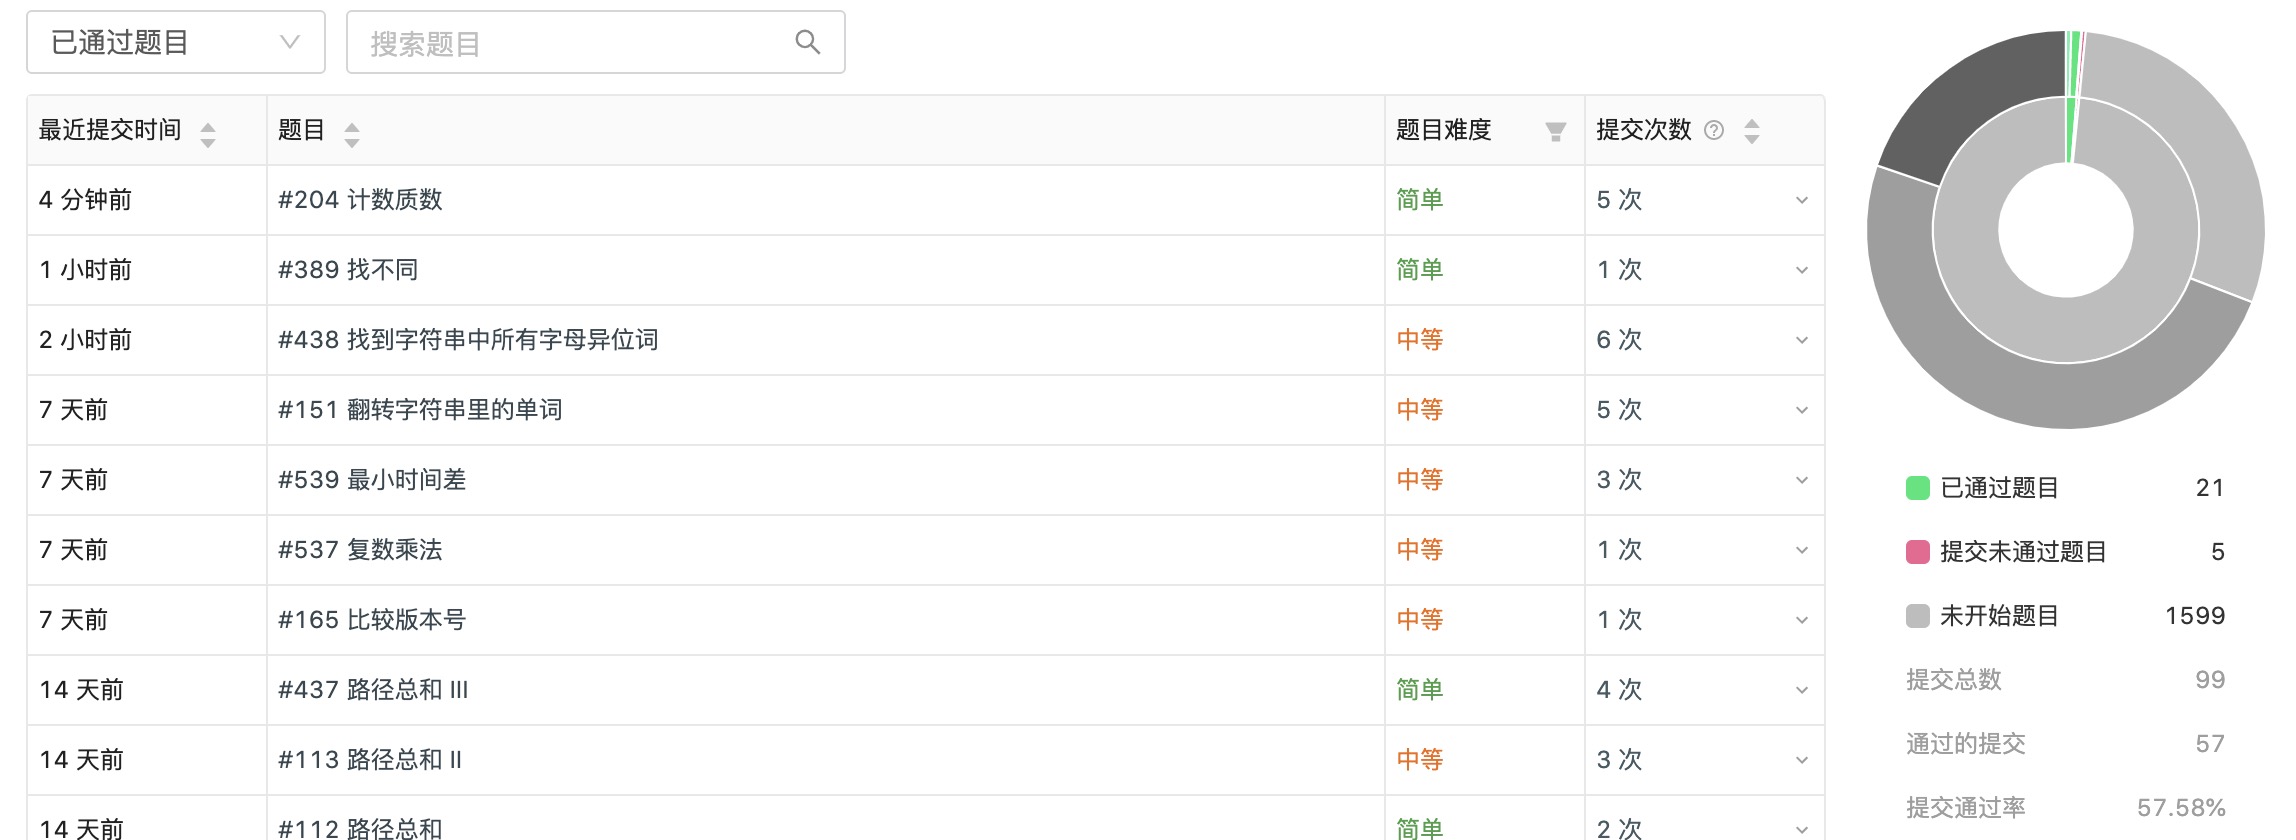 已通过题目
搜索题目
最近提交时间 题目 题目难度 提交次数
4 分钟前 #204 计数质数 简单 5 次
1 小时前 #389 找不同 简单 1 次
2 小时前 #438 找到字符串中所有字母异位词 中等 6 次
7 天前 #151 翻转字符串里的单词 中等 5 次
7 天前 #539 最小时间差 中等 3 次
7 天前 #537 复数乘法 中等 1 次
7 天前 #165 比较版本号 中等 1 次
14 天前 #437 路径总和 III 简单 4 次
14 天前 #113 路径总和 II 中等 3 次
14 天前 #112 路径总和 简单 2 次
已通过题目 21
提交未通过题目 5
未开始题目 1599
提交总数 99
通过的提交 57
提交通过率 57.58%